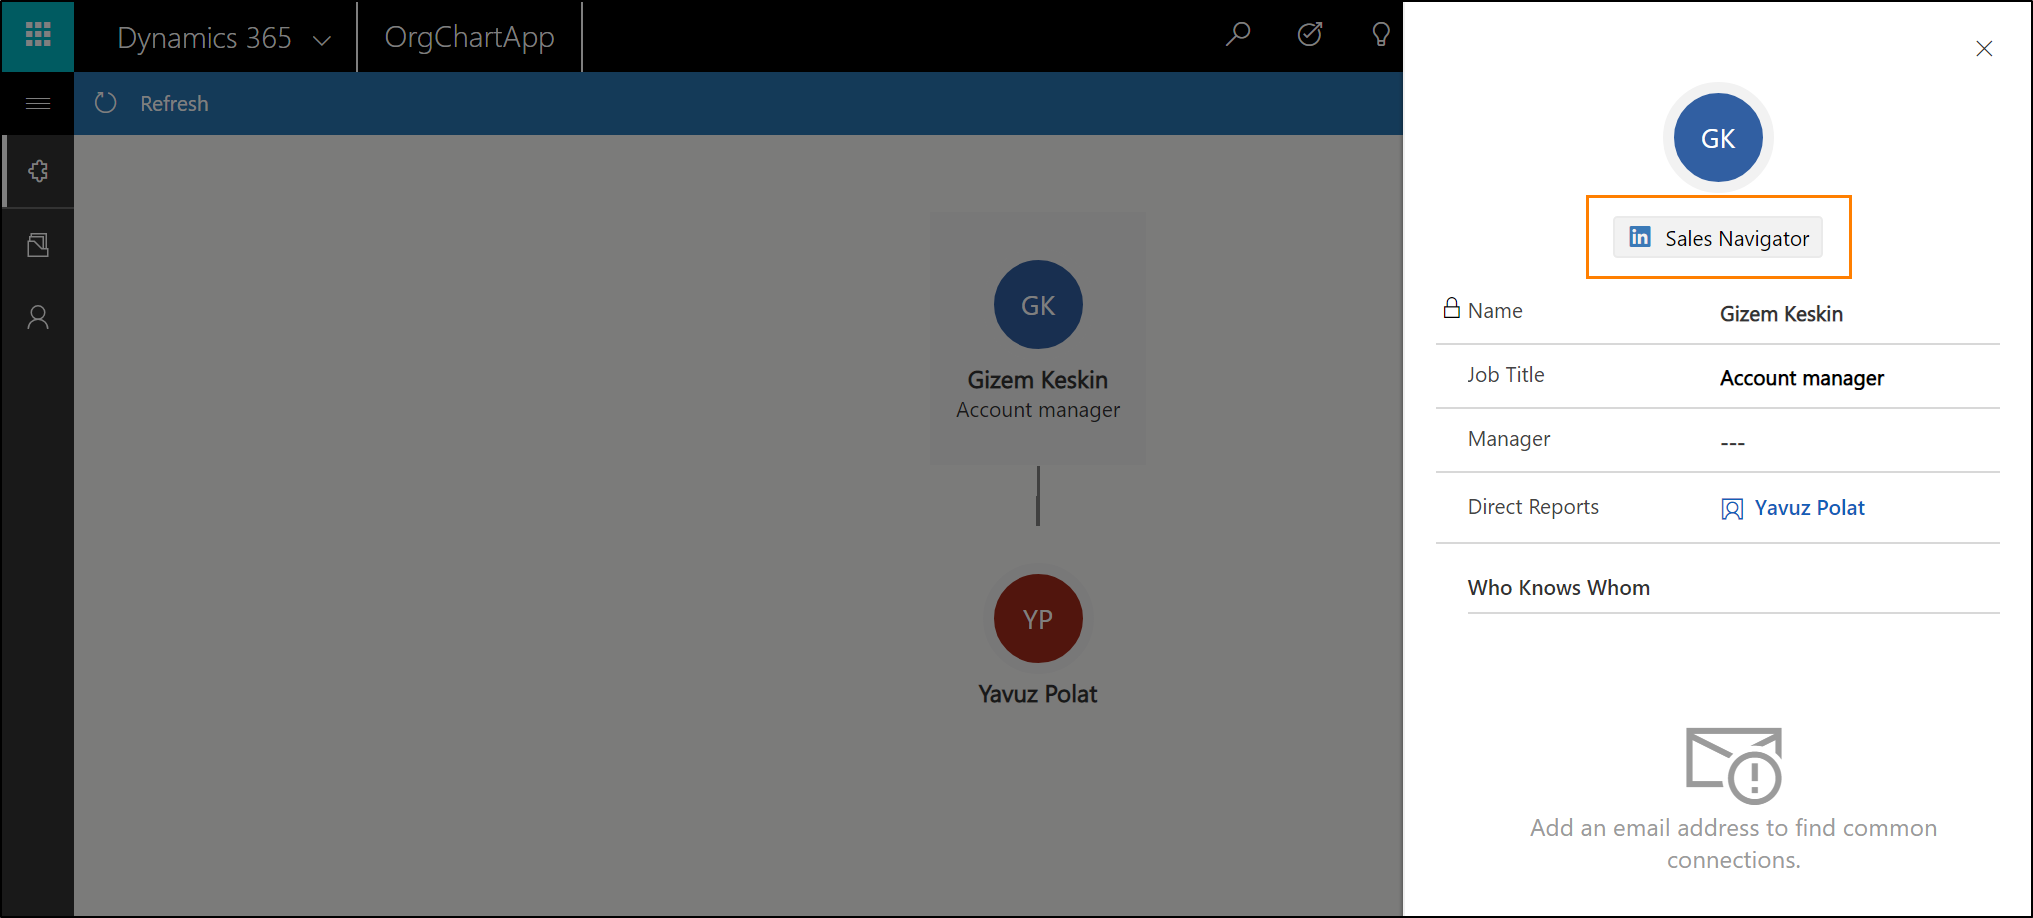 Dynamics 365
OrgChartApp
Refresh
GK
Gizem Keskin
Account manager
YP
Yavuz Polat
GK
in Sales Navigator
Name Gizem Keskin
Job Title Account manager
Manager ---
Direct Reports Yavuz Polat
Who Knows Whom
Add an email address to find common
connections.